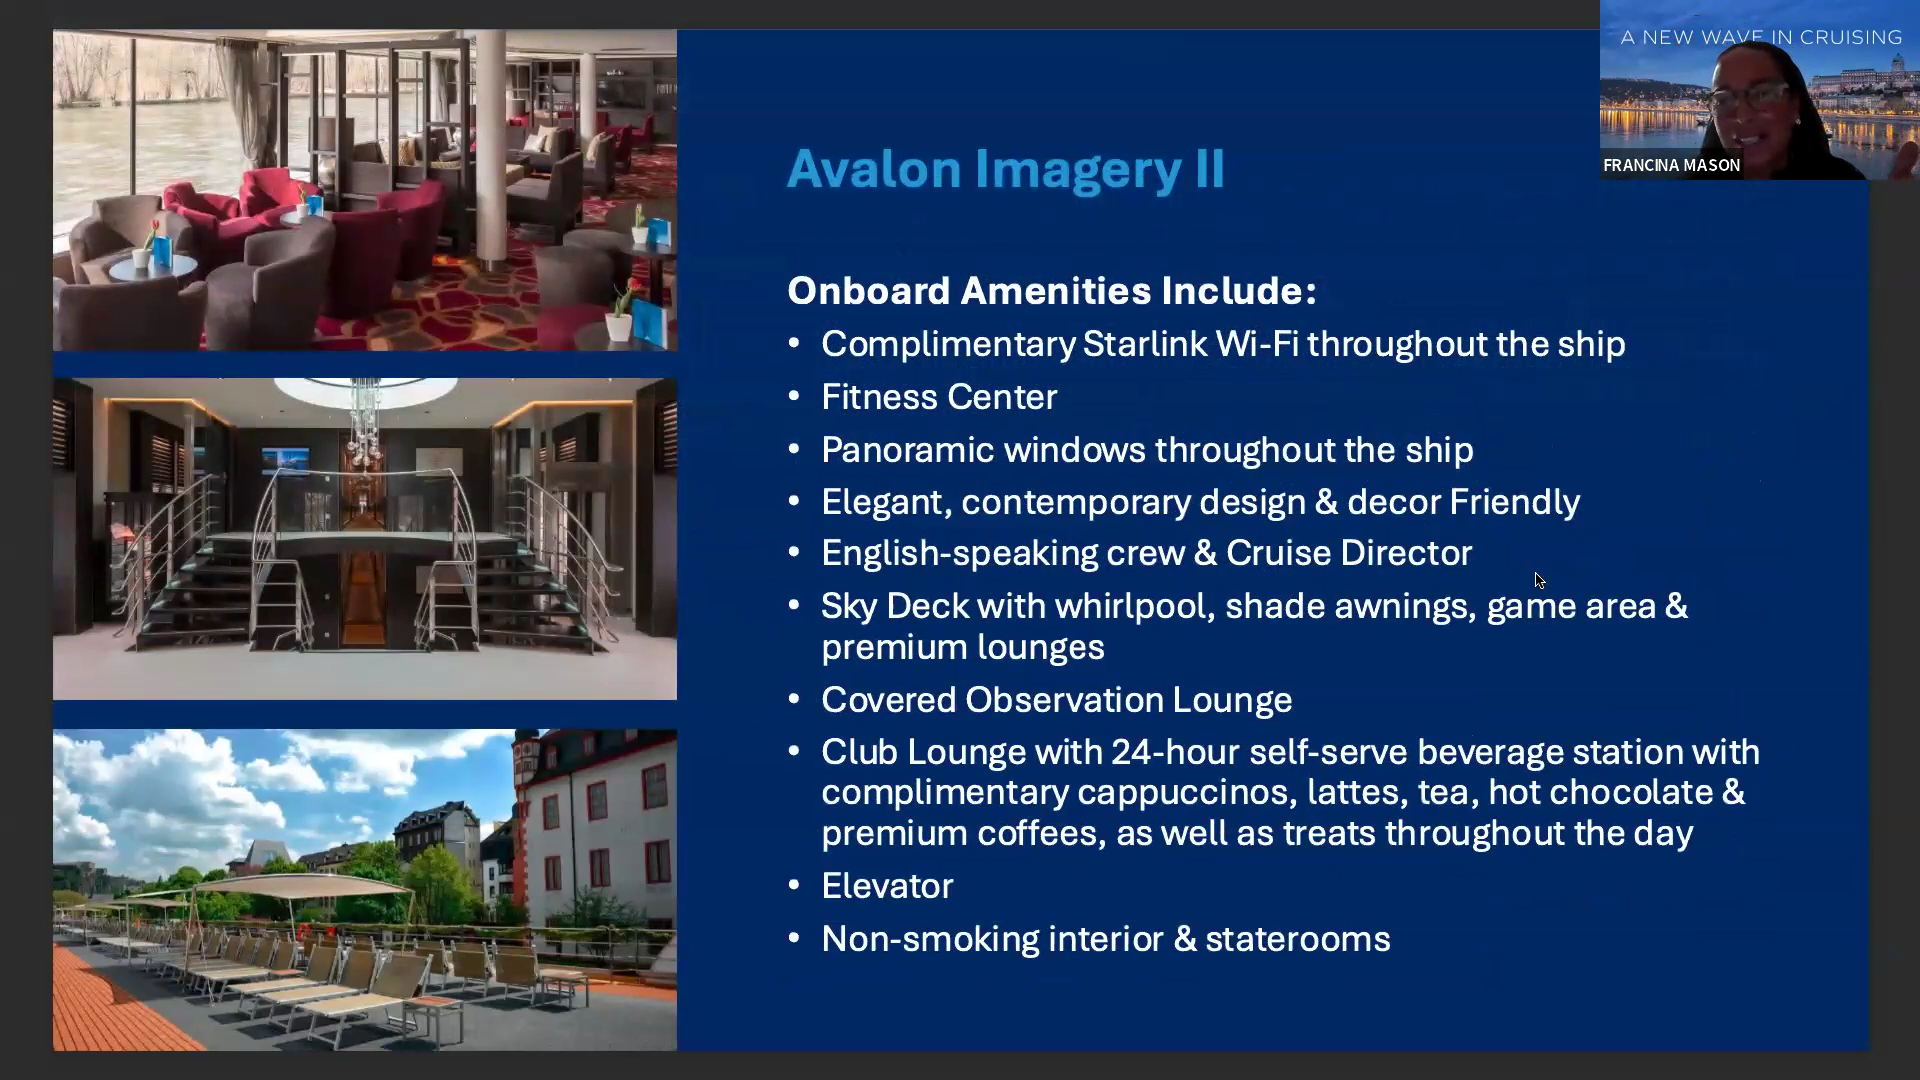 A NEW WAVE IN CRUISING
FRANCINA MASON
Avalon Imagery II
Onboard Amenities Include:
• Complimentary Starlink Wi-Fi throughout the ship
• Fitness Center
• Panoramic windows throughout the ship
• Elegant, contemporary design & decor Friendly
• English-speaking crew & Cruise Director
• Sky Deck with whirlpool, shade awnings, game area &
premium lounges
• Covered Observation Lounge
• Club Lounge with 24-hour self-serve beverage station with
complimentary cappuccinos, lattes, tea, hot chocolate &
premium coffees, as well as treats throughout the day
• Elevator
• Non-smoking interior & staterooms